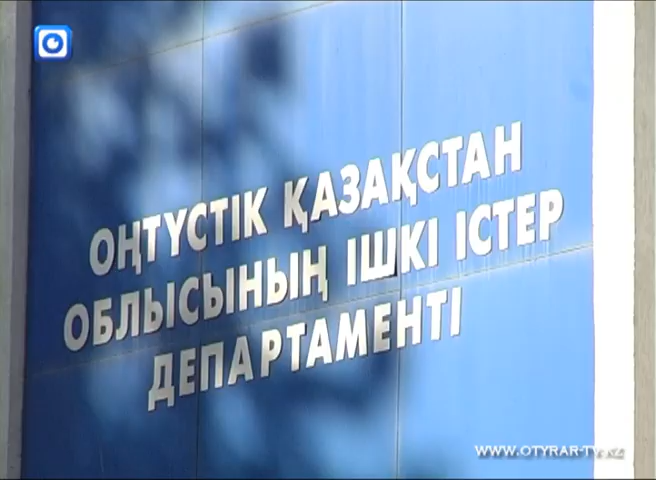 ОҢТҮСТІК ҚАЗАҚСТАН
ОБЛЫСЫНЫҢ ІШКІ ІСТЕР
ДЕПАРТАМЕНТІ
WWW.OTYRAR-TV.KZ